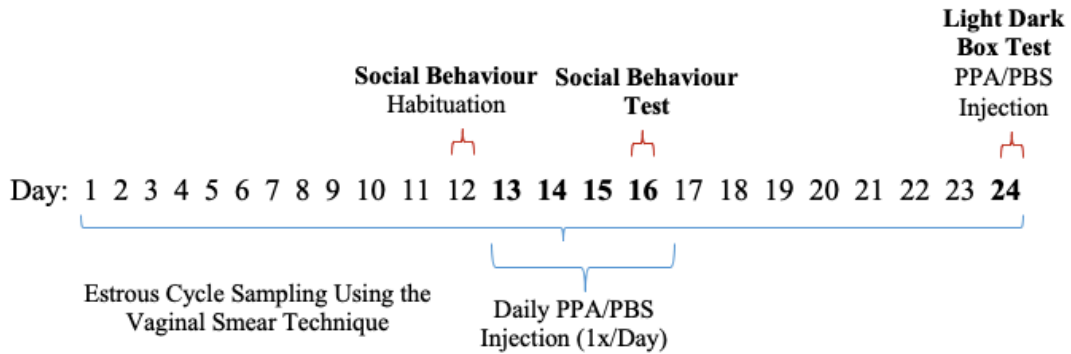 Light Dark
Box Test
PPA/PBS
Injection
Social Behaviour
Habituation
Social Behaviour
Test
Day: 1 2 3 4 5 6 7 8 9 10 11 12 13 14 15 16 17 18 19 20 21 22 23 24
Estrous Cycle Sampling Using the
Vaginal Smear Technique
Daily PPA/PBS
Injection (1x/Day)